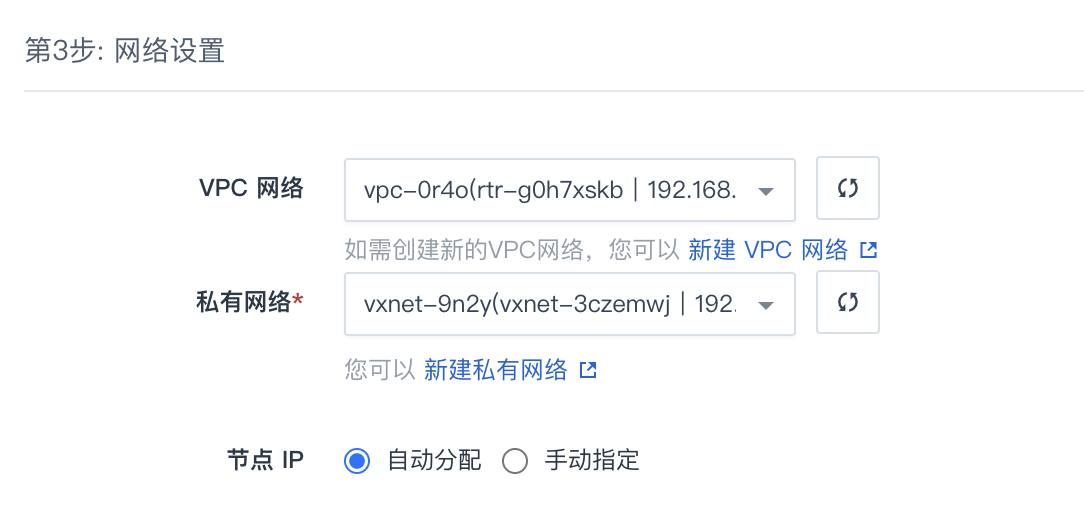 第3步: 网络设置
VPC 网络 vpc-0r4o(rtr-g0h7xskb | 192.168.
如需创建新的VPC网络，您可以 新建 VPC 网络
私有网络* vxnet-9n2y(vxnet-3czemwj | 192.
您可以 新建私有网络
节点 IP 自动分配 手动指定